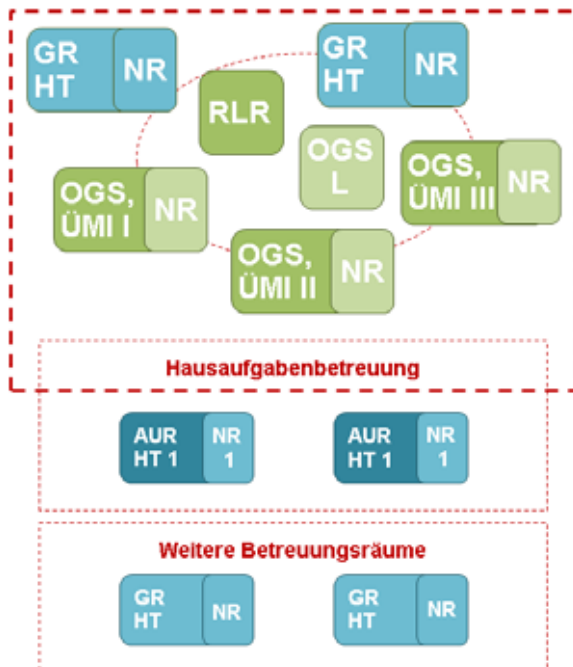 GR
HT
NR
GR
HT
NR
RLR
OGS
L
OGS,
ÜMI I
NR
OGS,
ÜMI III
NR
OGS,
ÜMI II
NR
Hausaufgabenbetreuung
AUR
HT 1
NR
1
AUR
HT 1
NR
1
Weitere Betreuungsräume
GR
HT
NR
GR
HT
NR